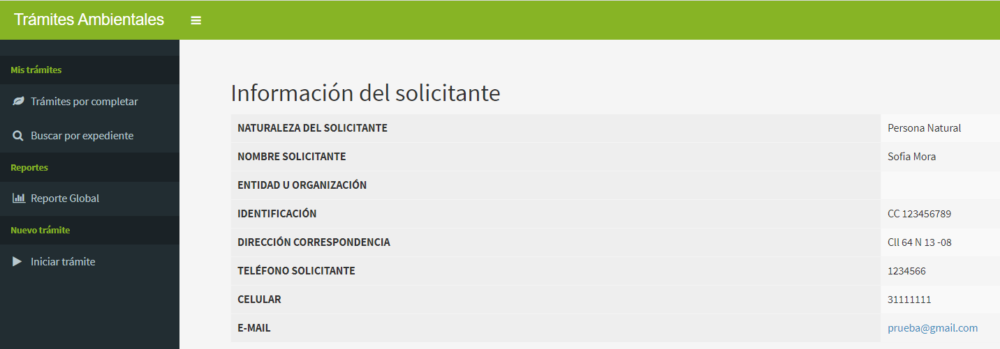 Trámites Ambientales
Mis trámites
Trámites por completar
Buscar por expediente
Reportes
Reporte Global
Nuevo trámite
Iniciar trámite
Información del solicitante
NATURALEZA DEL SOLICITANTE Persona Natural
NOMBRE SOLICITANTE Sofia Mora
ENTIDAD U ORGANIZACIÓN
IDENTIFICACIÓN CC 123456789
DIRECCIÓN CORRESPONDENCIA Cll 64 N 13 -08
TELÉFONO SOLICITANTE 1234566
CELULAR 31111111
E-MAIL prueba@gmail.com